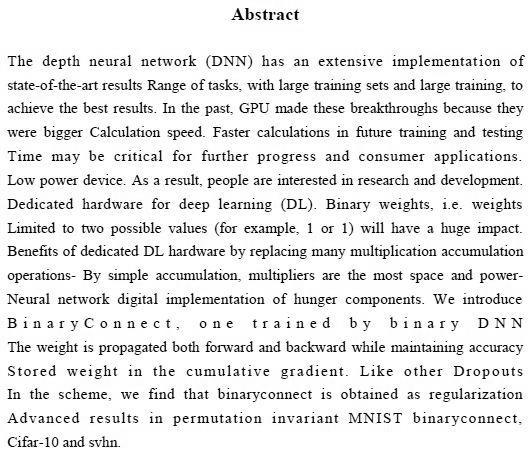 Abstract
The depth neural network (DNN) has an extensive implementation of
state-of-the-art results Range of tasks, with large training sets and large training, to
achieve the best results. In the past, GPU made these breakthroughs because they
were bigger Calculation speed. Faster calculations in future training and testing
Time may be critical for further progress and consumer applications.
Low power device. As a result, people are interested in research and development.
Dedicated hardware for deep learning (DL). Binary weights, i.e. weights
Limited to two possible values (for example, 1 or 1) will have a huge impact.
Benefits of dedicated DL hardware by replacing many multiplication accumulation
operations- By simple accumulation, multipliers are the most space and power-
Neural network digital implementation of hunger components. We introduce
BinaryConnect, one trained by binary DNN
The weight is propagated both forward and backward while maintaining accuracy
Stored weight in the cumulative gradient. Like other Dropouts
In the scheme, we find that binaryconnect is obtained as regularization
Advanced results in permutation invariant MNIST binaryconnect,
Cifar-10 and svhn.